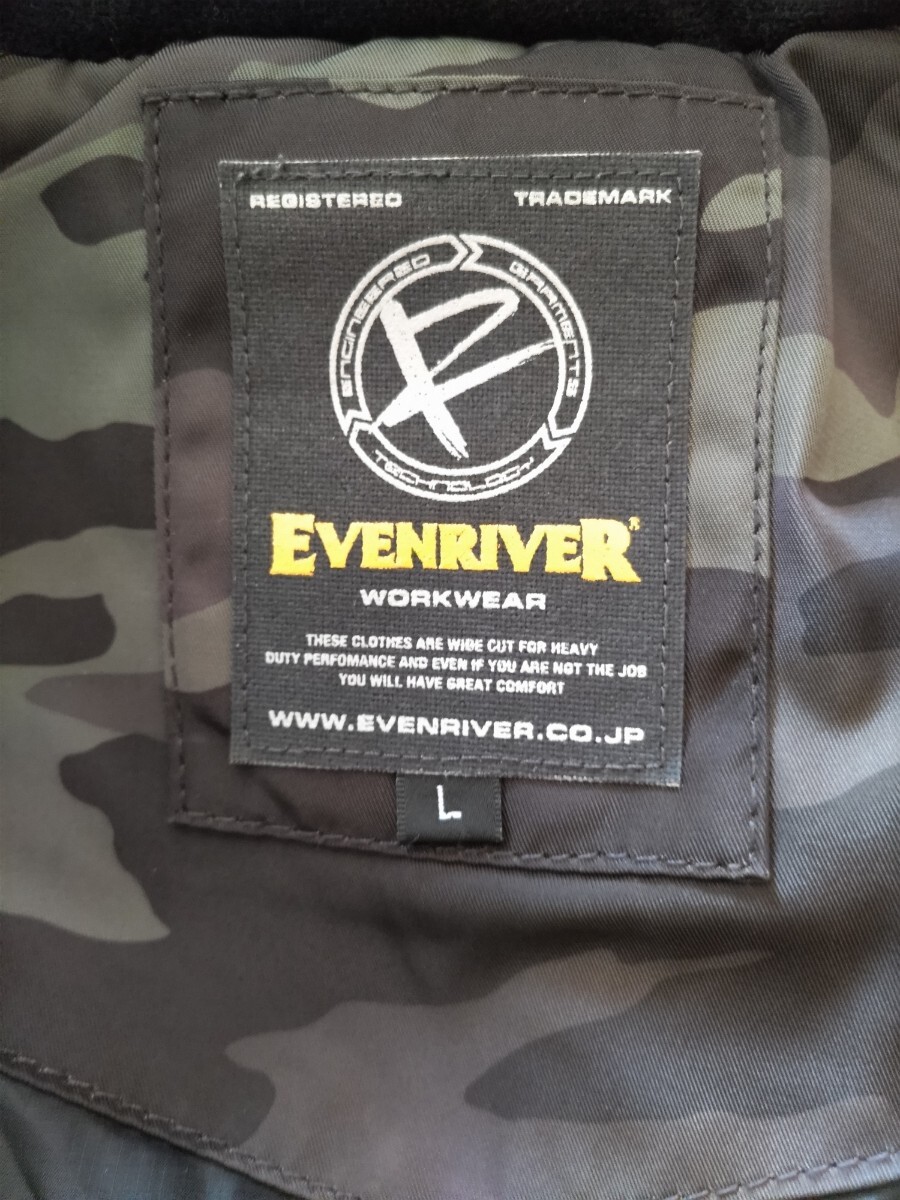 REGISTERED TRADEMARK
ENGINEERED GARMENTS TECHNOLOGY
EVENRIVER®
WORKWEAR
THESE CLOTHES ARE WIDE CUT FOR HEAVY
DUTY PERFOMANCE AND EVEN IF YOU ARE NOT THE JOB
YOU WILL HAVE GREAT COMFORT
WWW.EVENRIVER.CO.JP
L